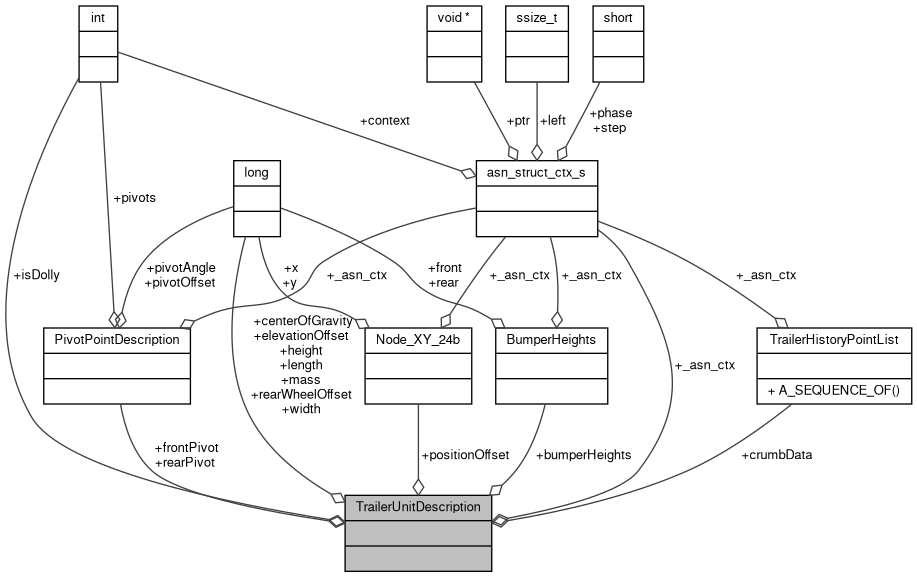 int
void *
ssize_t
short
+context
+ptr
+left
+phase
+step
long
asn_struct_ctx_s
+pivots
+isDolly
+pivotAngle
+pivotOffset
+x
+y
+_asn_ctx
+front
+rear
+_asn_ctx
+_asn_ctx
+_asn_ctx
+centerOfGravity
+elevationOffset
+height
+length
+mass
+rearWheelOffset
+width
PivotPointDescription
Node_XY_24b
BumperHeights
+_asn_ctx
TrailerHistoryPointList
+ A_SEQUENCE_OF()
+frontPivot
+rearPivot
+positionOffset
+bumperHeights
+crumbData
TrailerUnitDescription